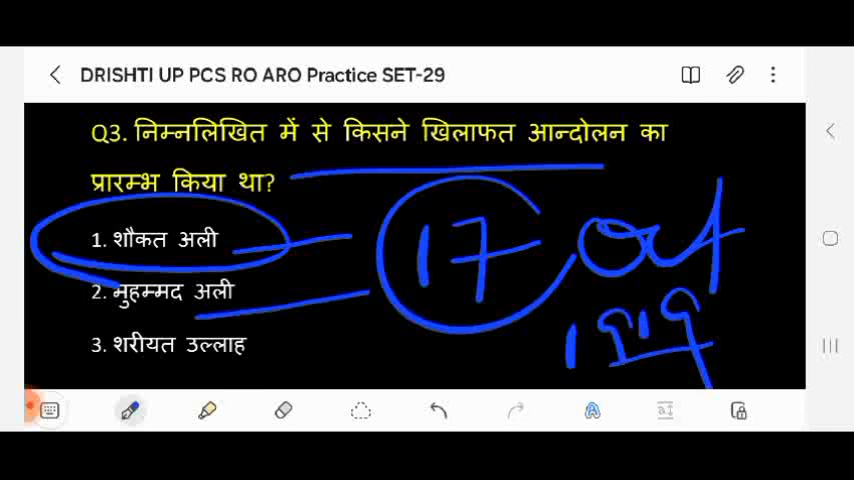 DRISHTI UP PCS RO ARO Practice SET-29
Q3. निम्नलिखित में से किसने खिलाफत आन्दोलन का
प्रारम्भ किया था?
1. शौकत अली
2. मुहम्मद अली
3. शरीयत उल्लाह
17 Oct
1919